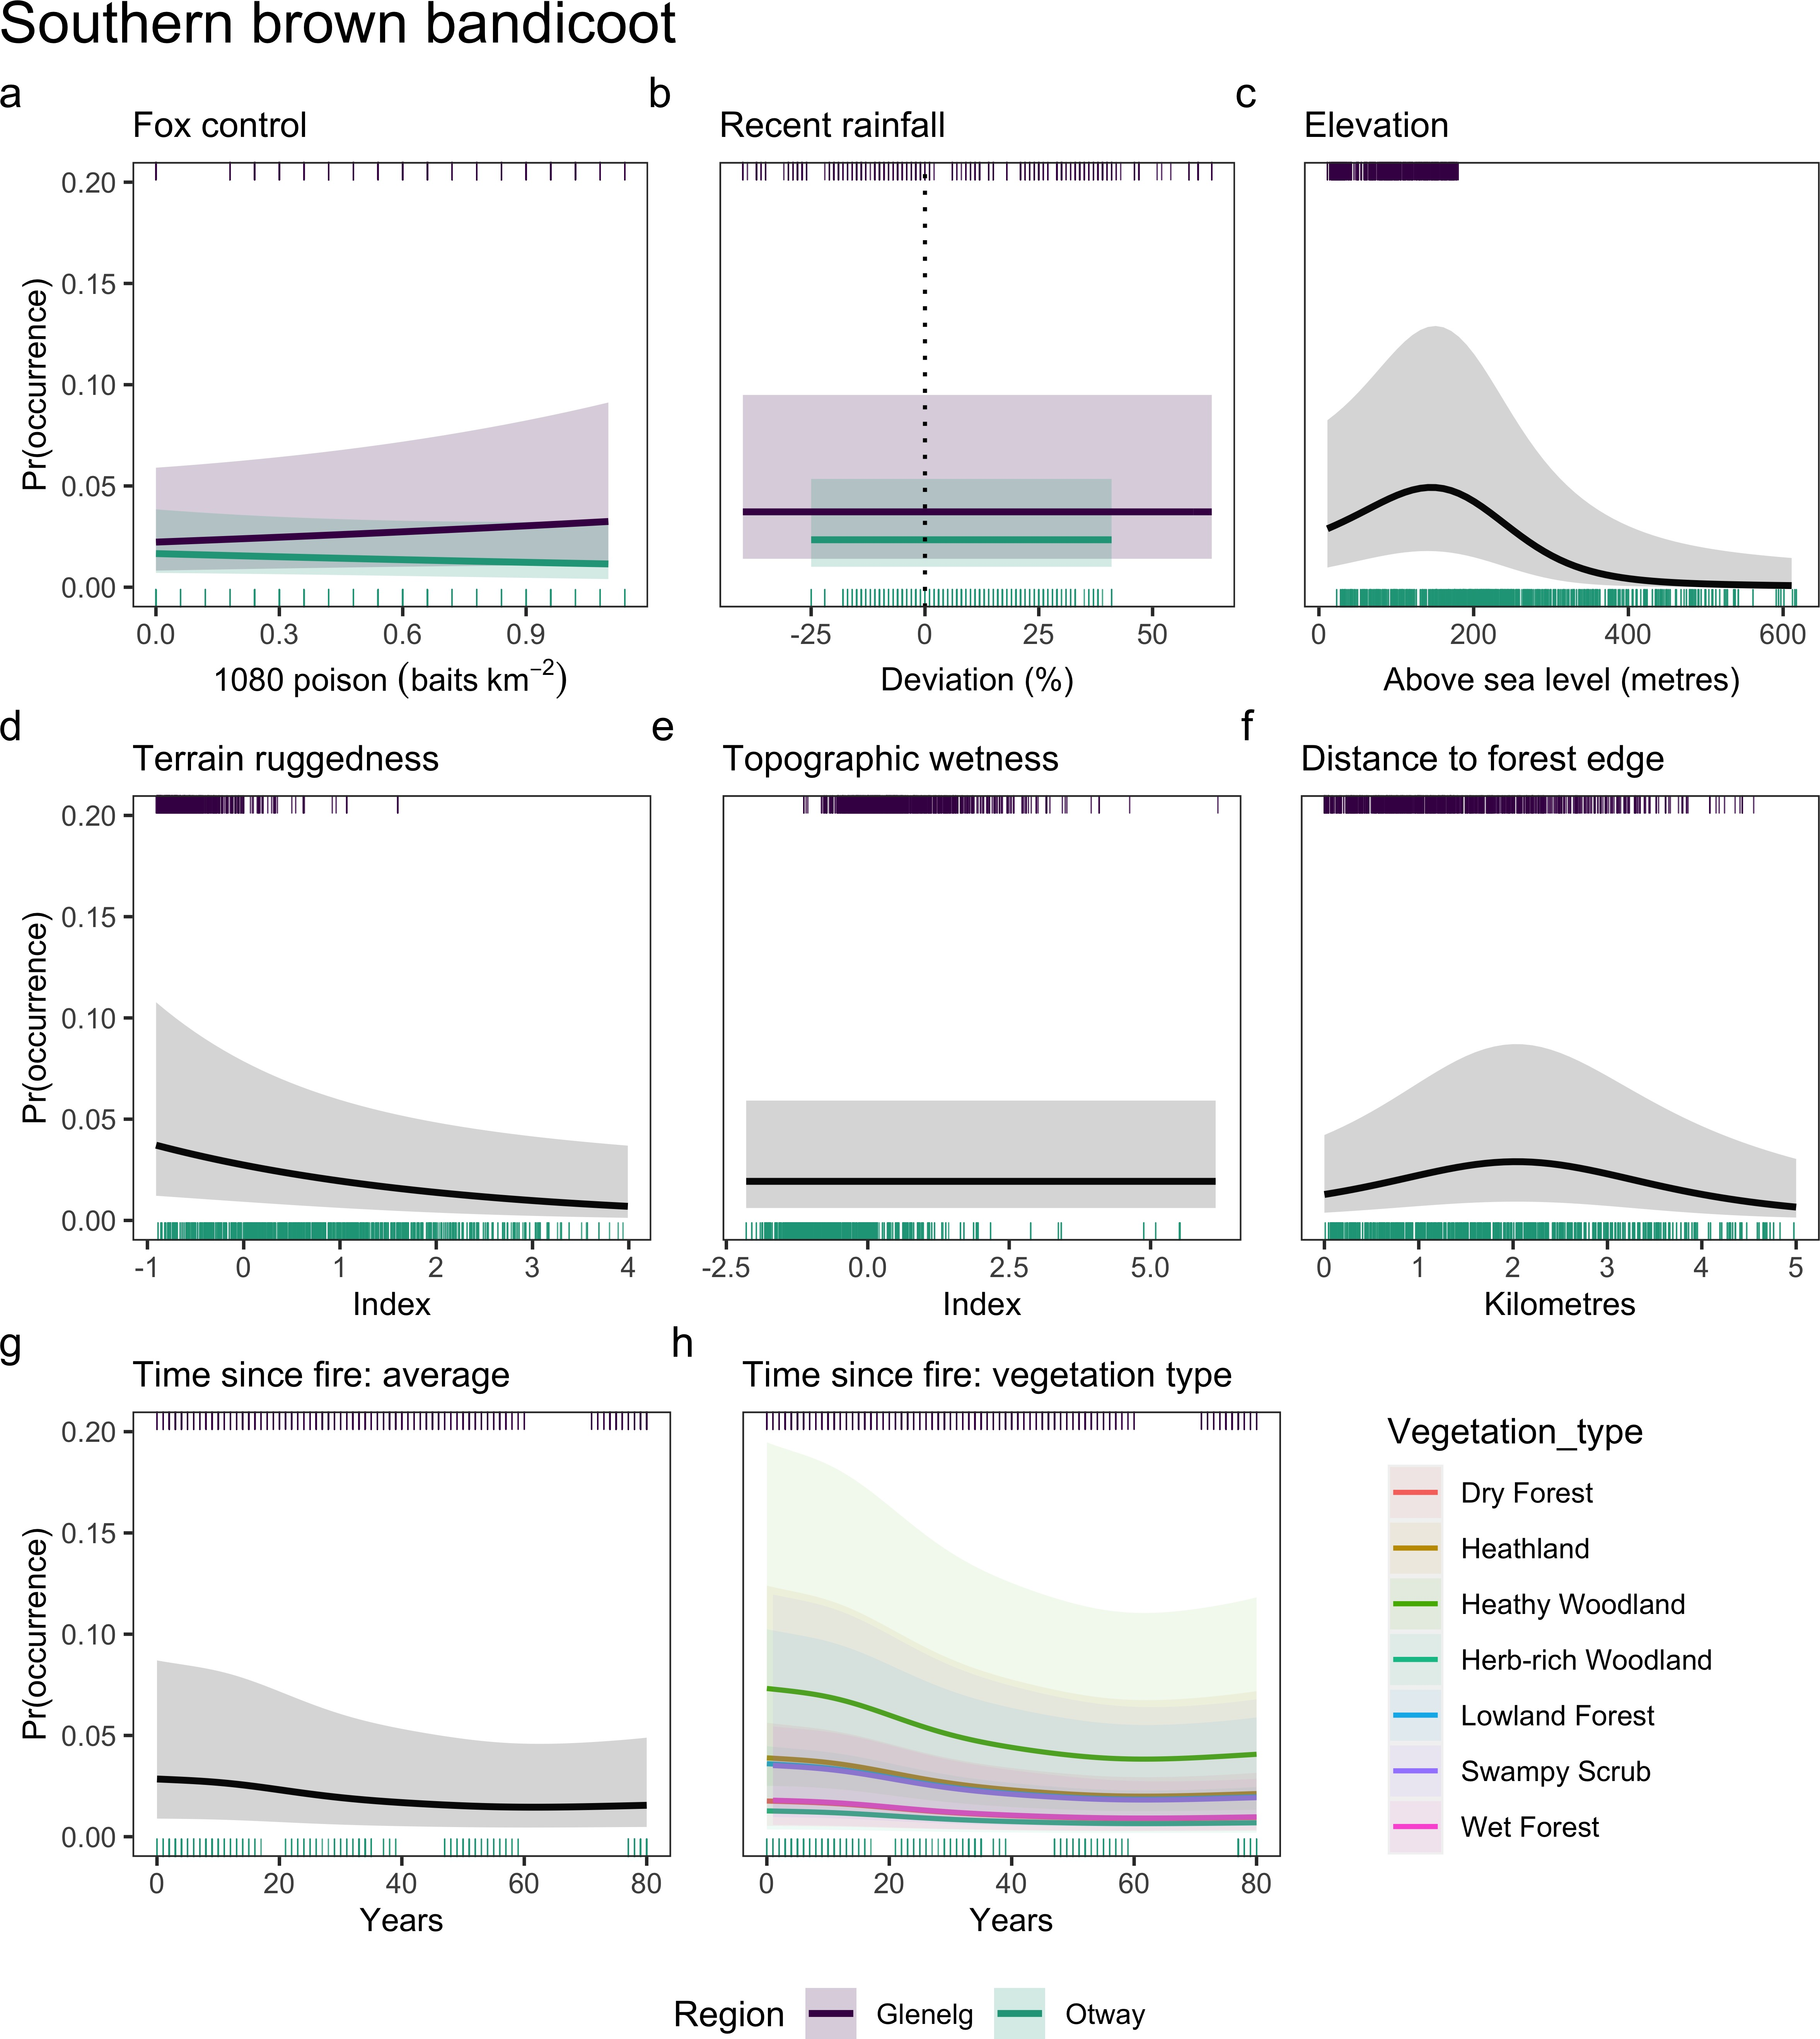 Southern brown bandicoot
a
Fox control
b
Recent rainfall
c
Elevation
Pr(occurrence)
0.20
0.15
0.10
0.05
0.00
0.0 0.3 0.6 0.9
1080 poison (baits km⁻²)
-25 0 25 50
Deviation (%)
0 200 400 600
Above sea level (metres)
d
Terrain ruggedness
e
Topographic wetness
f
Distance to forest edge
Pr(occurrence)
0.20
0.15
0.10
0.05
0.00
-1 0 1 2 3 4
Index
-2.5 0.0 2.5 5.0
Index
0 1 2 3 4 5
Kilometres
g
Time since fire: average
h
Time since fire: vegetation type
Pr(occurrence)
0.20
0.15
0.10
0.05
0.00
0 20 40 60 80
Years
0 20 40 60 80
Years
Vegetation_type
Dry Forest
Heathland
Heathy Woodland
Herb-rich Woodland
Lowland Forest
Swampy Scrub
Wet Forest
Region Glenelg Otway